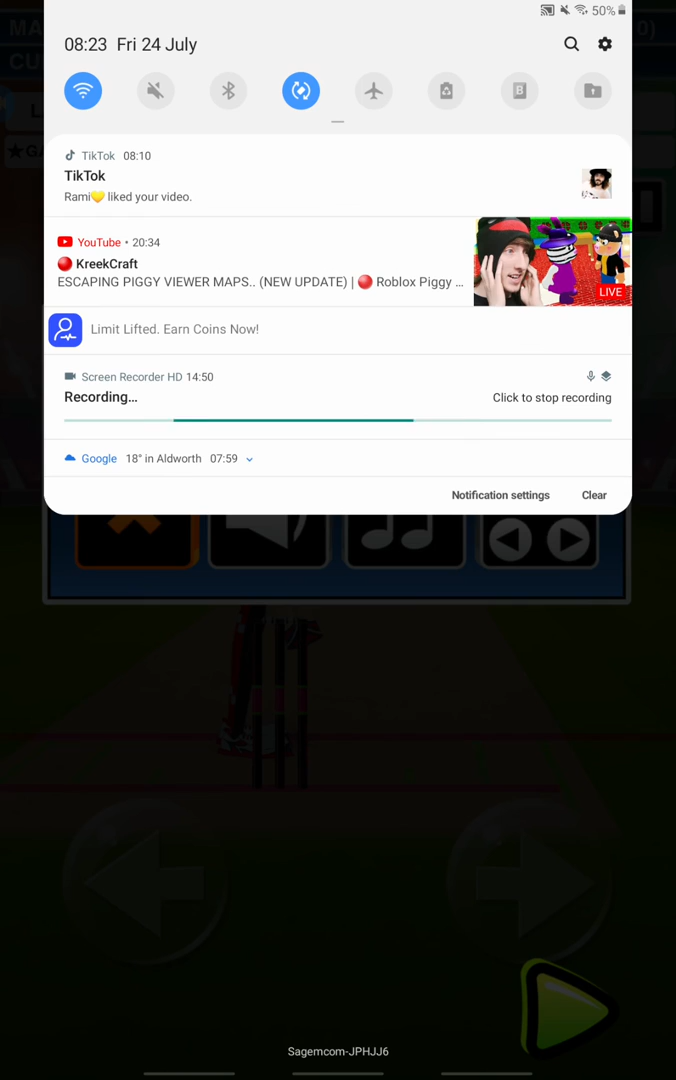 50%
08:23 Fri 24 July
B
TikTok 08:10
TikTok
Rami💛 liked your video.
YouTube • 20:34
🔴 KreekCraft
ESCAPING PIGGY VIEWER MAPS.. (NEW UPDATE) | 🔴 Roblox Piggy ...
LIVE
Limit Lifted. Earn Coins Now!
Screen Recorder HD 14:50
Recording...
Click to stop recording
Google 18° in Aldworth 07:59
Notification settings
Clear
Sagemcom-JPHJJ6